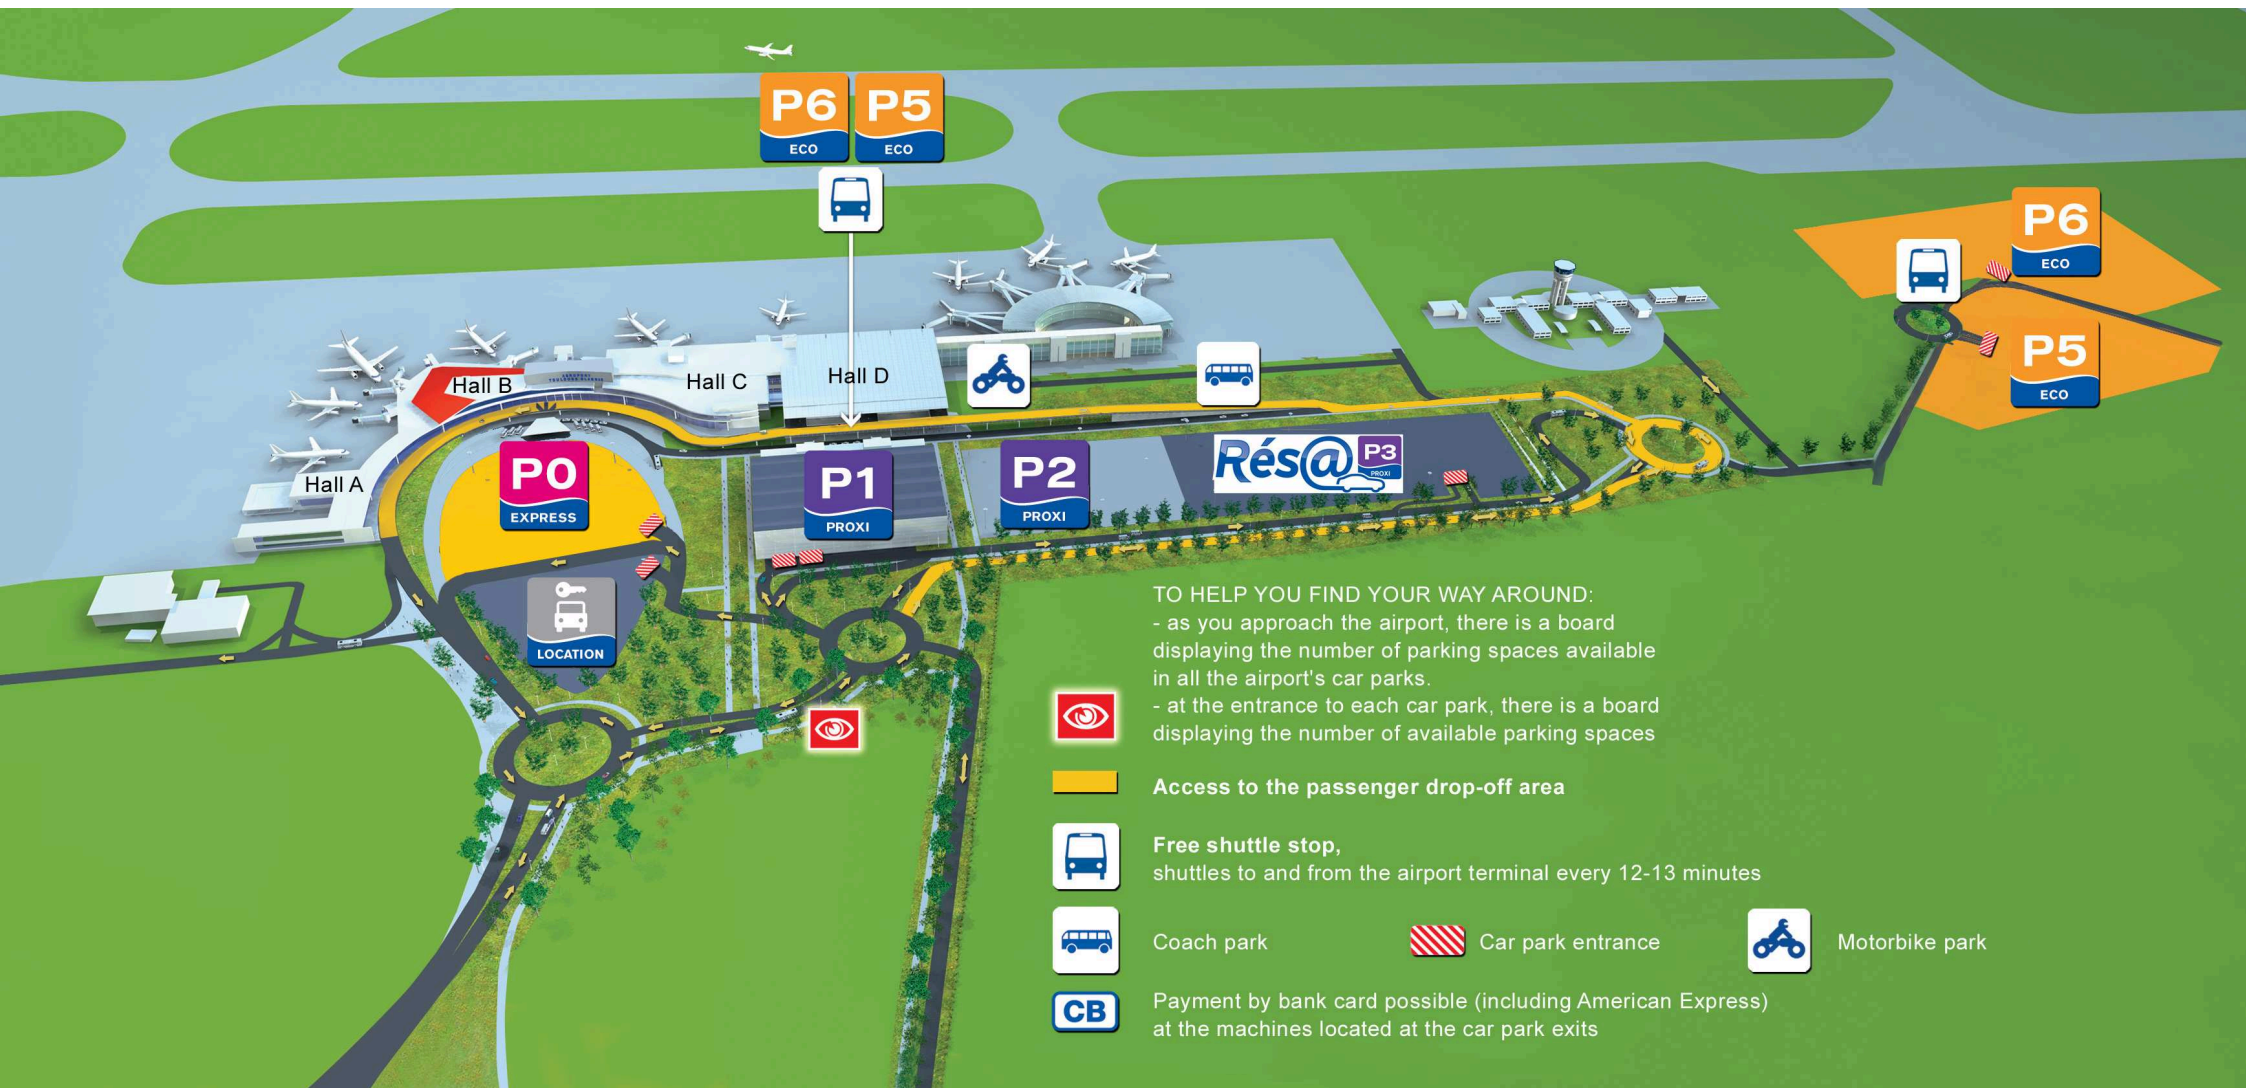 P6
ECO
P5
ECO
P6
ECO
P5
ECO
Hall A
Hall B
Hall C
Hall D
P0
EXPRESS
P1
PROXI
P2
PROXI
Rés@
P3
PROXI
LOCATION
TO HELP YOU FIND YOUR WAY AROUND:
- as you approach the airport, there is a board
displaying the number of parking spaces available
in all the airport's car parks.
- at the entrance to each car park, there is a board
displaying the number of available parking spaces
Access to the passenger drop-off area
Free shuttle stop,
shuttles to and from the airport terminal every 12-13 minutes
Coach park
Car park entrance
Motorbike park
CB
Payment by bank card possible (including American Express)
at the machines located at the car park exits